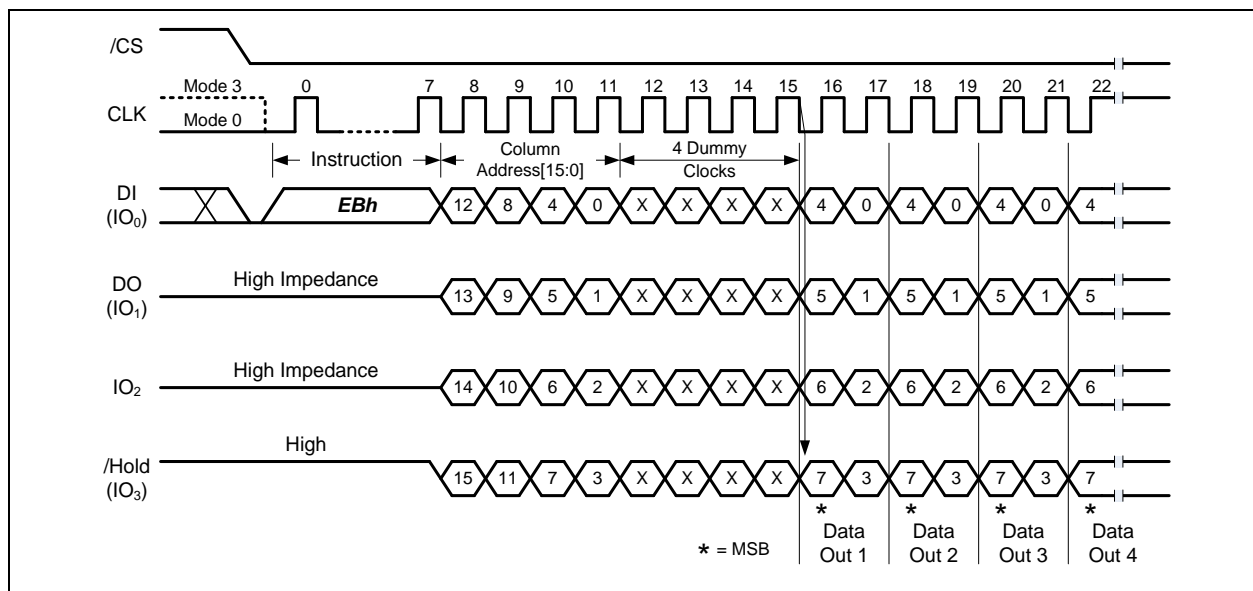 /CS
Mode 3 0 7 8 9 10 11 12 13 14 15 16 17 18 19 20 21 22
CLK
Mode 0
Instruction
Column
Address[15:0]
4 Dummy
Clocks
DI
(IO0)
EBh 12 8 4 0 X X X X 4 0 4 0 4 0 4
High Impedance
DO
(IO1)
13 9 5 1 X X X X 5 1 5 1 5 1 5
High Impedance
IO2
14 10 6 2 X X X X 6 2 6 2 6 2 6
High
/Hold
(IO3)
15 11 7 3 X X X X 7 3 7 3 7 3 7
* * * *
* = MSB
Data
Out 1
Data
Out 2
Data
Out 3
Data
Out 4